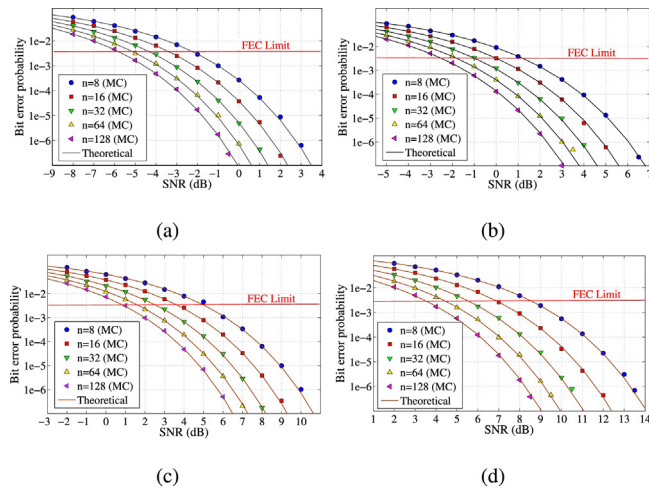 Bit error probability
1e−2
1e−3
1e−4
1e−5
1e−6
FEC Limit
n=8 (MC)
n=16 (MC)
n=32 (MC)
n=64 (MC)
n=128 (MC)
Theoretical
−9 −8 −7 −6 −5 −4 −3 −2 −1 0 1 2 3 4
SNR (dB)
(a)
Bit error probability
1e−2
1e−3
1e−4
1e−5
1e−6
FEC Limit
n=8 (MC)
n=16 (MC)
n=32 (MC)
n=64 (MC)
n=128 (MC)
Theoretical
−5 −4 −3 −2 −1 0 1 2 3 4 5 6 7
SNR (dB)
(b)
Bit error probability
1e−2
1e−3
1e−4
1e−5
1e−6
FEC Limit
n=8 (MC)
n=16 (MC)
n=32 (MC)
n=64 (MC)
n=128 (MC)
Theoretical
−3 −2 −1 0 1 2 3 4 5 6 7 8 9 10
SNR (dB)
(c)
Bit error probability
1e−2
1e−3
1e−4
1e−5
1e−6
FEC Limit
n=8 (MC)
n=16 (MC)
n=32 (MC)
n=64 (MC)
n=128 (MC)
Theoretical
1 2 3 4 5 6 7 8 9 10 11 12 13 14
SNR (dB)
(d)